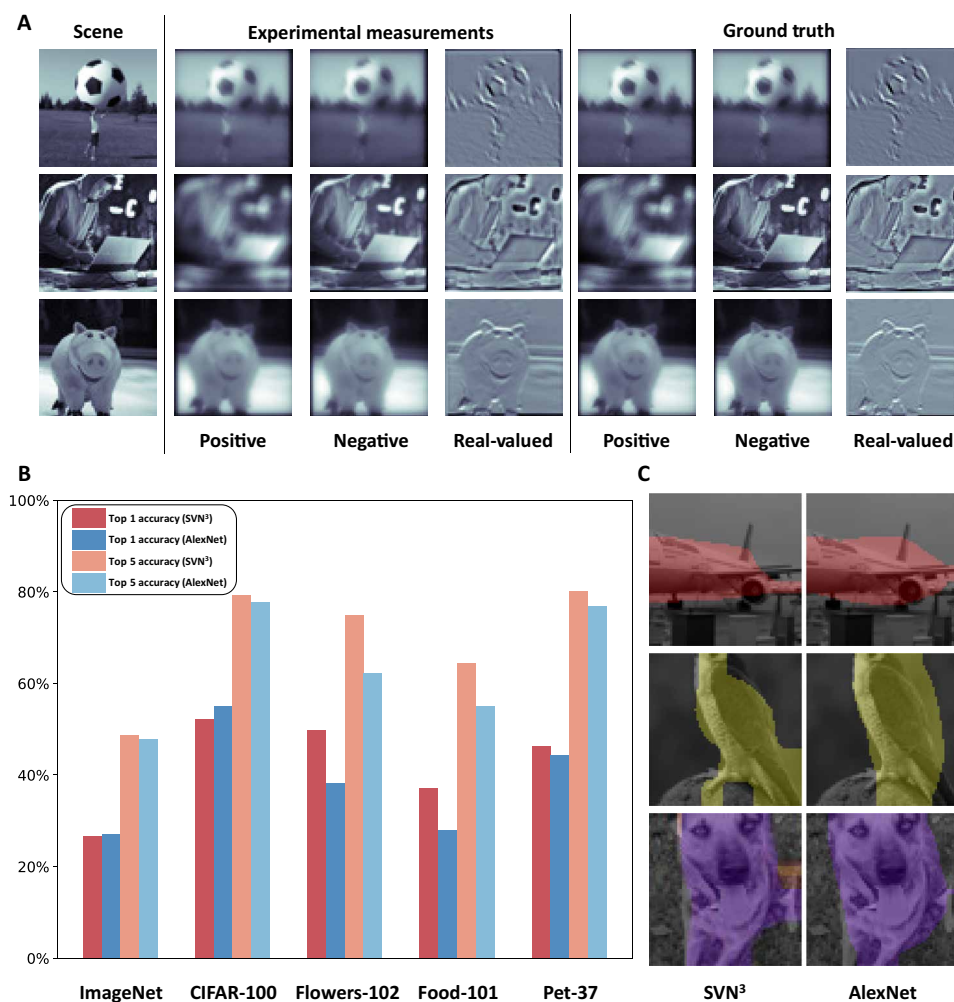 A
Scene
Experimental measurements
Ground truth
Positive
Negative
Real-valued
Positive
Negative
Real-valued
B
100%
80%
60%
40%
20%
0%
Top 1 accuracy (SVN³)
Top 1 accuracy (AlexNet)
Top 5 accuracy (SVN³)
Top 5 accuracy (AlexNet)
ImageNet
CIFAR-100
Flowers-102
Food-101
Pet-37
C
SVN³
AlexNet